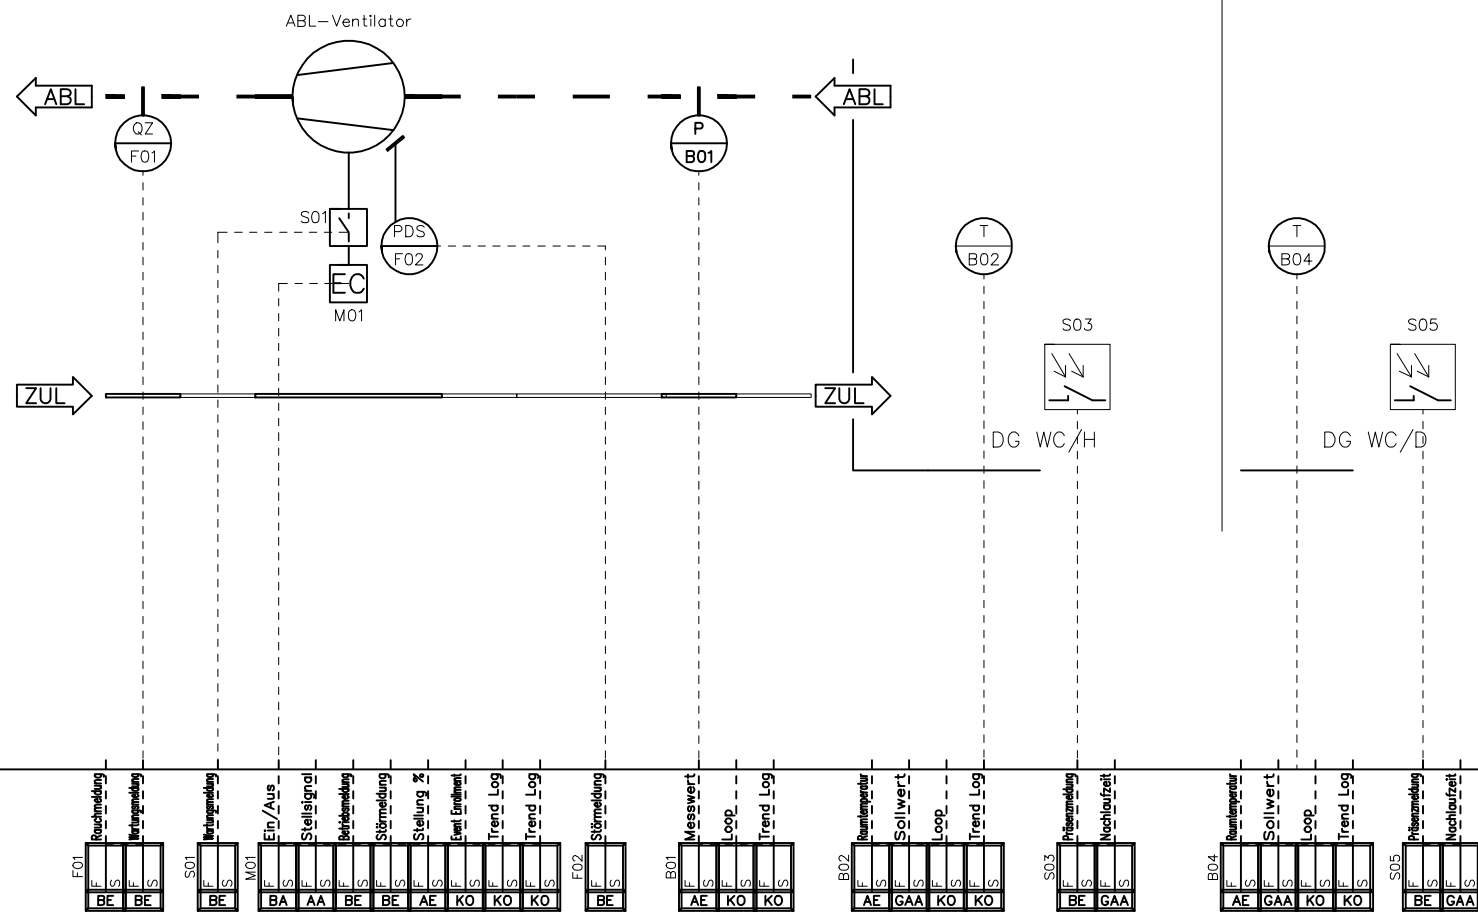 ABL-Ventilator
ABL
ABL
QZ
F01
P
B01
S01
PDS
F02
T
B02
T
B04
EC
M01
S03
S05
ZUL
ZUL
DG WC/H
DG WC/D
Rauchmeldung
Wartungsmeldung
Wartungsmeldung
Ein/Aus
Stellsignal
Betriebsmeldung
Störmeldung
Stellung %
Event Enrollment
Trend Log
Trend Log
Störmeldung
Messwert
Loop
Trend Log
Raumtemperatur
Sollwert
Loop
Trend Log
Präsenzmeldung
Nachlaufzeit
Raumtemperatur
Sollwert
Loop
Trend Log
Präsenzmeldung
Nachlaufzeit
F01
S01
M01
F02
B01
B02
S03
B04
S05
F S F S F S F S F S F S F S F S F S F S F S F S F S F S F S F S F S F S F S F S F S F S F S F S F S F S F S
BE BE BE BA AA BE BE AE KO KO KO BE AE KO KO AE GAA KO KO BE GAA AE GAA KO KO BE GAA